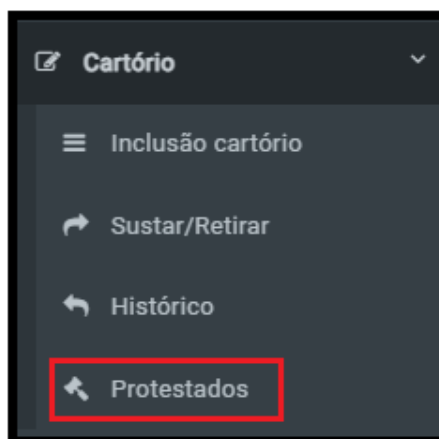 Cartório
Inclusão cartório
Sustar/Retirar
Histórico
Protestados